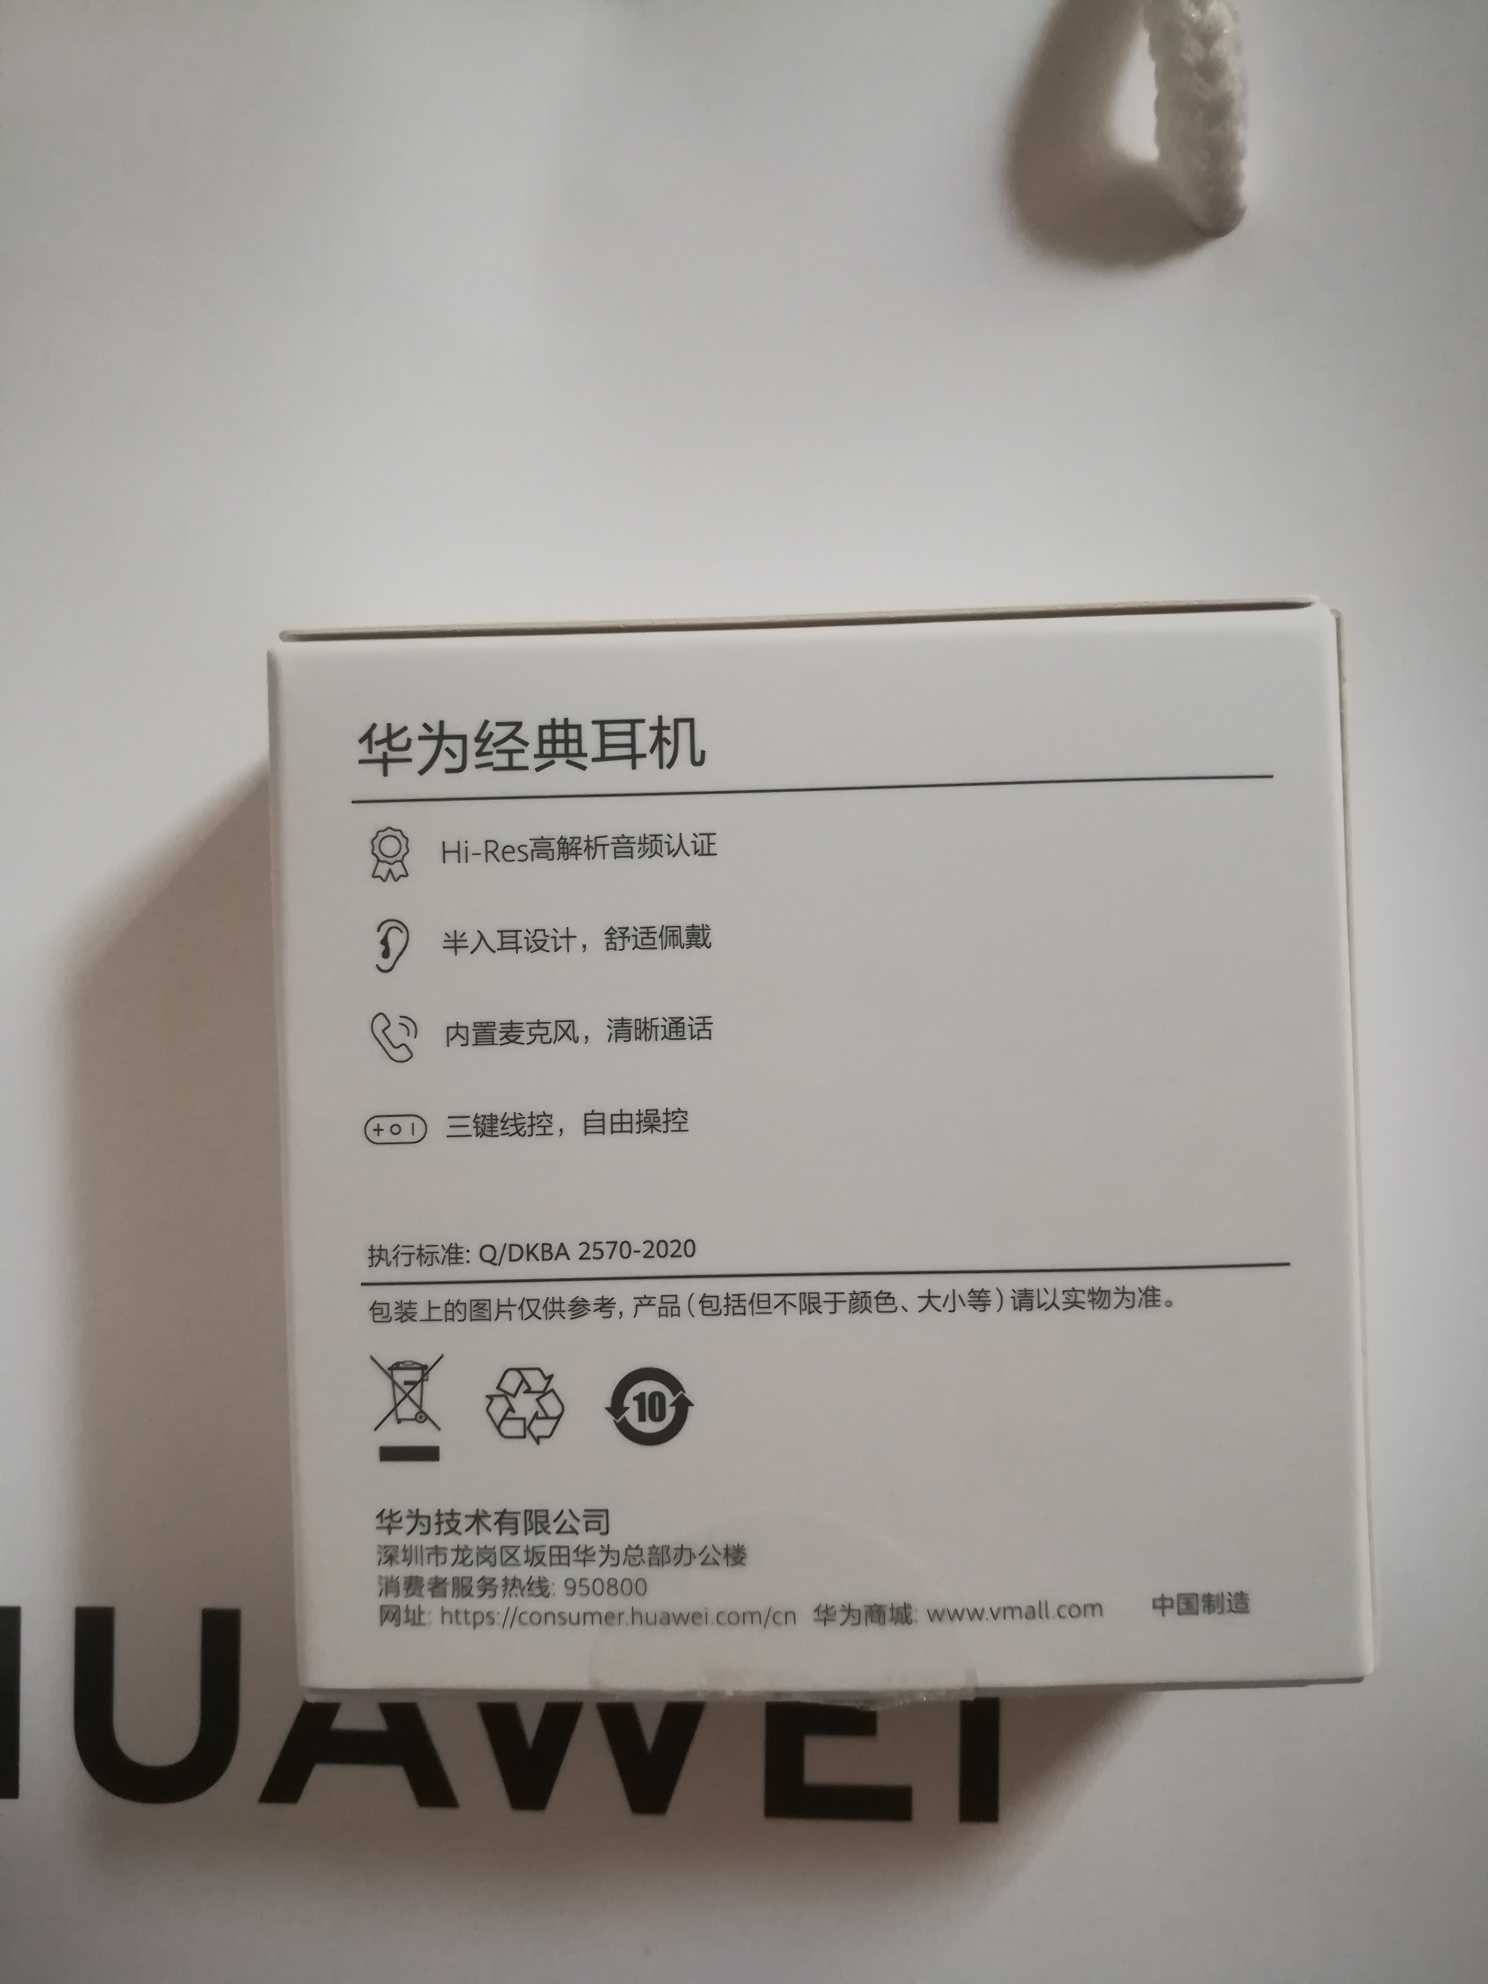 华为经典耳机
Hi-Res高解析音频认证
半入耳设计，舒适佩戴
内置麦克风，清晰通话
三键线控，自由操控
执行标准: Q/DKBA 2570-2020
包装上的图片仅供参考, 产品（包括但不限于颜色、大小等）请以实物为准。
10
华为技术有限公司
深圳市龙岗区坂田华为总部办公楼
消费者服务热线: 950800
网址: https://consumer.huawei.com/cn 华为商城: www.vmall.com 中国制造
HUAWEI